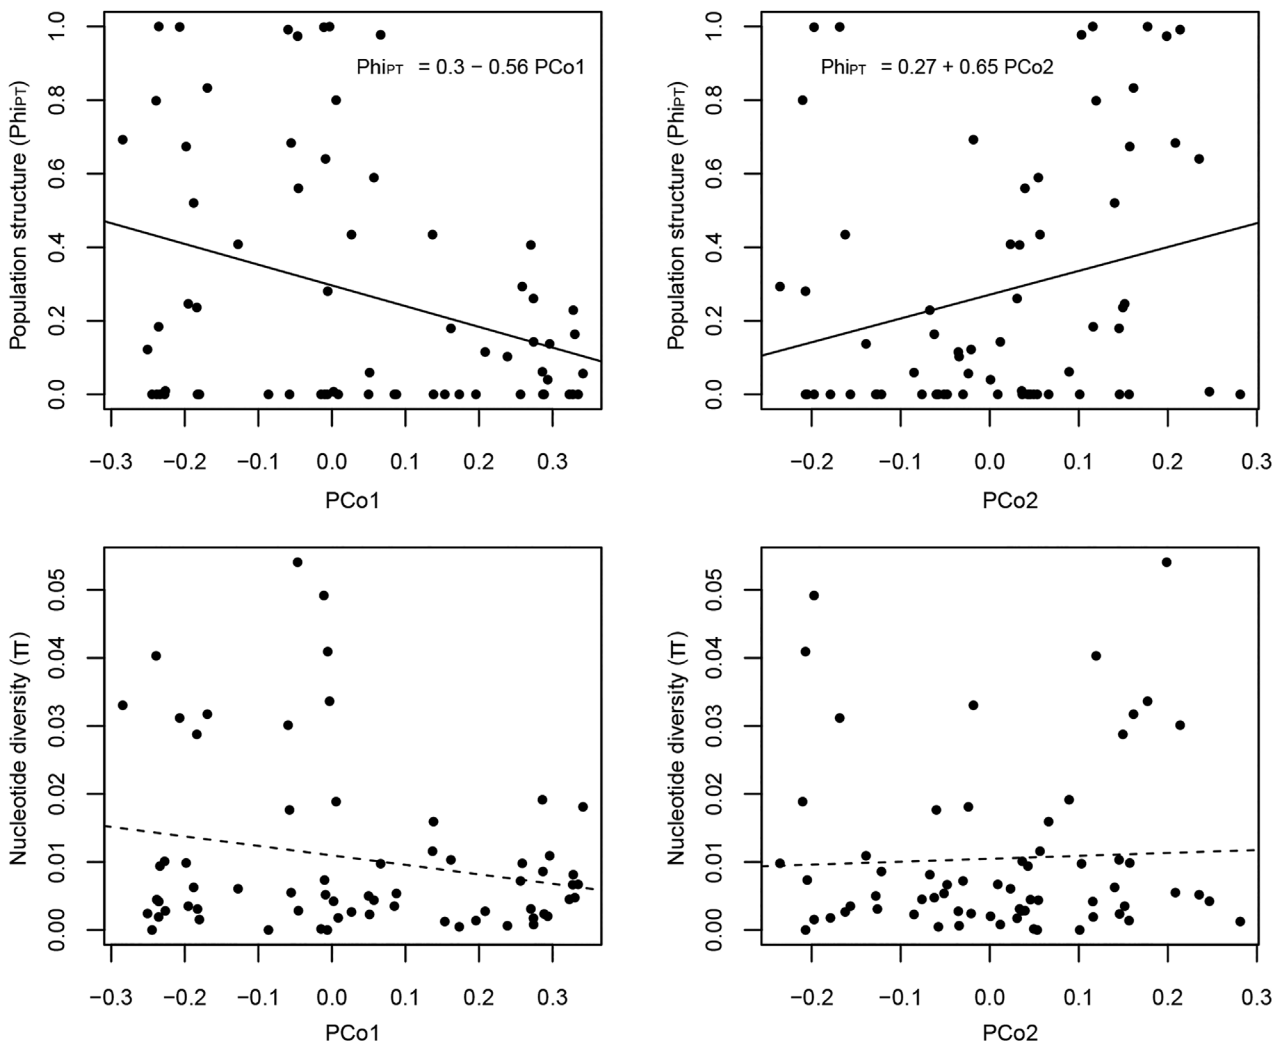 Population structure (PhiPT)
1.0
0.8
0.6
0.4
0.2
0.0
PhiPT = 0.3 − 0.56 PCo1
−0.3 −0.2 −0.1 0.0 0.1 0.2 0.3
PCo1
Population structure (PhiPT)
1.0
0.8
0.6
0.4
0.2
0.0
PhiPT = 0.27 + 0.65 PCo2
−0.2 −0.1 0.0 0.1 0.2 0.3
PCo2
Nucleotide diversity (π)
0.05
0.04
0.03
0.02
0.01
0.00
−0.3 −0.2 −0.1 0.0 0.1 0.2 0.3
PCo1
Nucleotide diversity (π)
0.05
0.04
0.03
0.02
0.01
0.00
−0.2 −0.1 0.0 0.1 0.2 0.3
PCo2